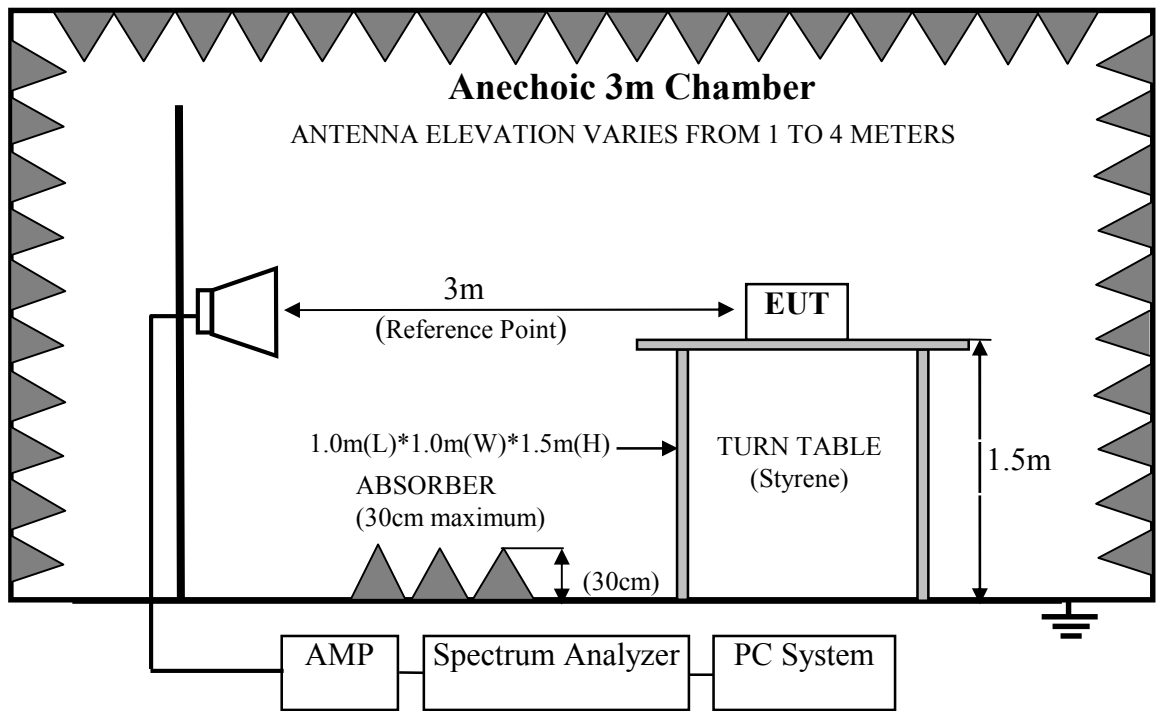 Anechoic 3m Chamber
ANTENNA ELEVATION VARIES FROM 1 TO 4 METERS
3m
(Reference Point)
EUT
1.0m(L)*1.0m(W)*1.5m(H)
TURN TABLE
(Styrene)
1.5m
ABSORBER
(30cm maximum)
(30cm)
AMP
Spectrum Analyzer
PC System